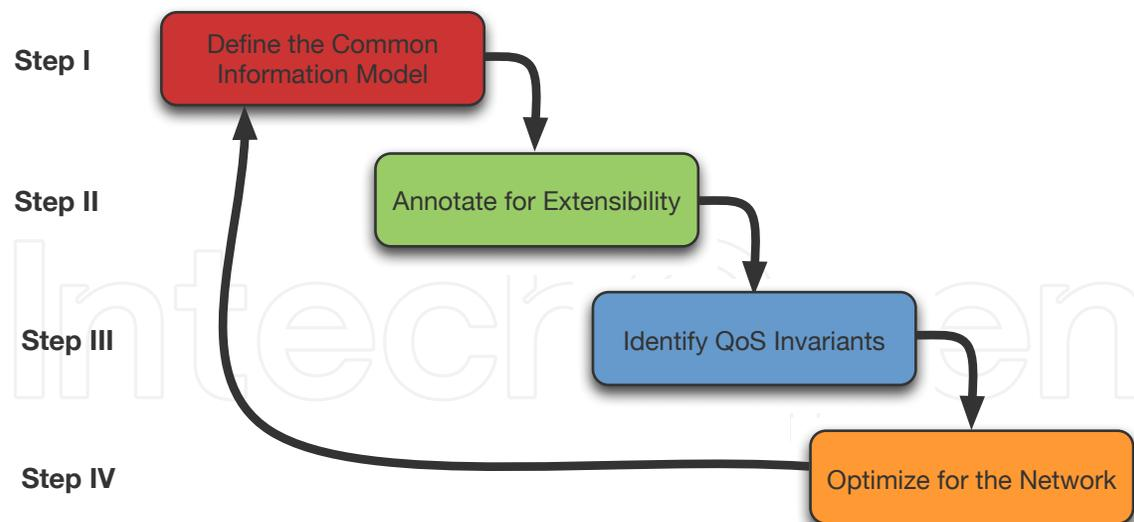 Step I
Define the Common
Information Model
Step II
Annotate for Extensibility
Step III
Identify QoS Invariants
Step IV
Optimize for the Network